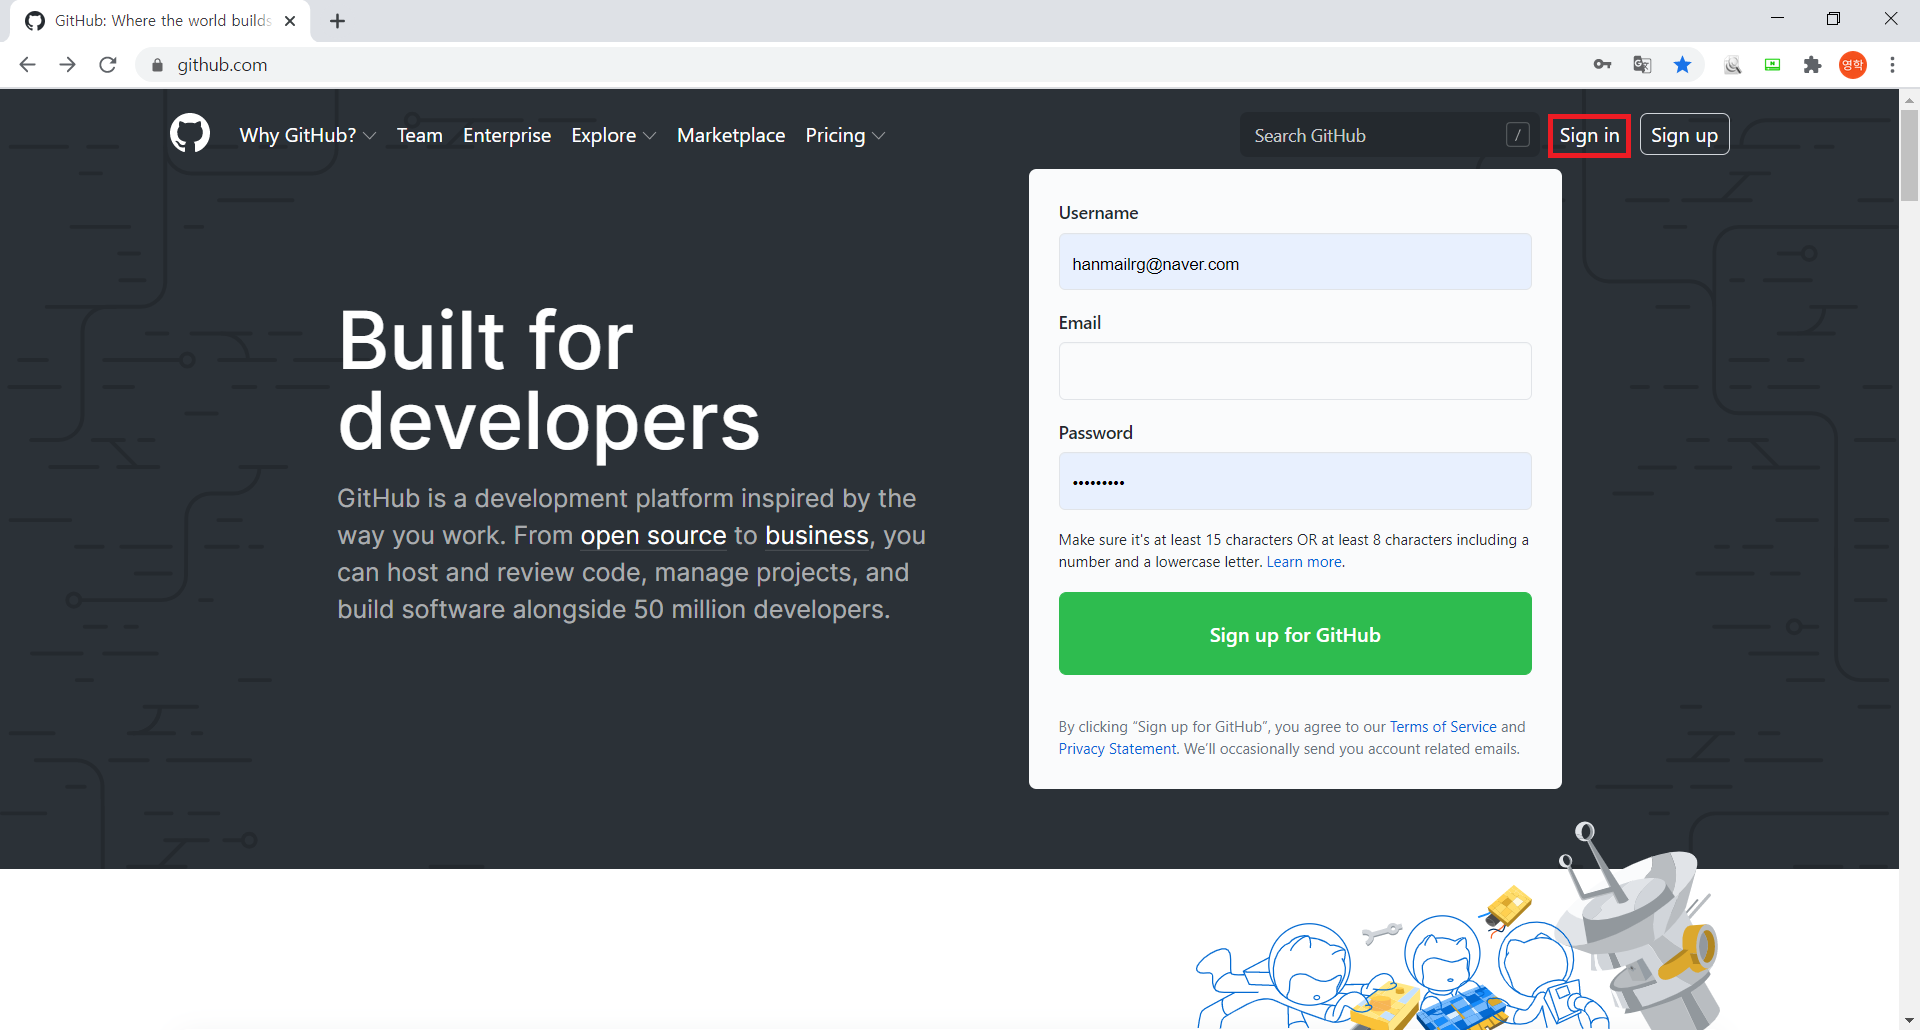 GitHub: Where the world builds
github.com
영학
Why GitHub? Team Enterprise Explore Marketplace Pricing
Search GitHub /
Sign in
Sign up
Built for
developers
GitHub is a development platform inspired by the
way you work. From open source to business, you
can host and review code, manage projects, and
build software alongside 50 million developers.
Username
hanmailrg@naver.com
Email
Password
•••••••••
Make sure it's at least 15 characters OR at least 8 characters including a
number and a lowercase letter. Learn more.
Sign up for GitHub
By clicking “Sign up for GitHub”, you agree to our Terms of Service and
Privacy Statement. We’ll occasionally send you account related emails.